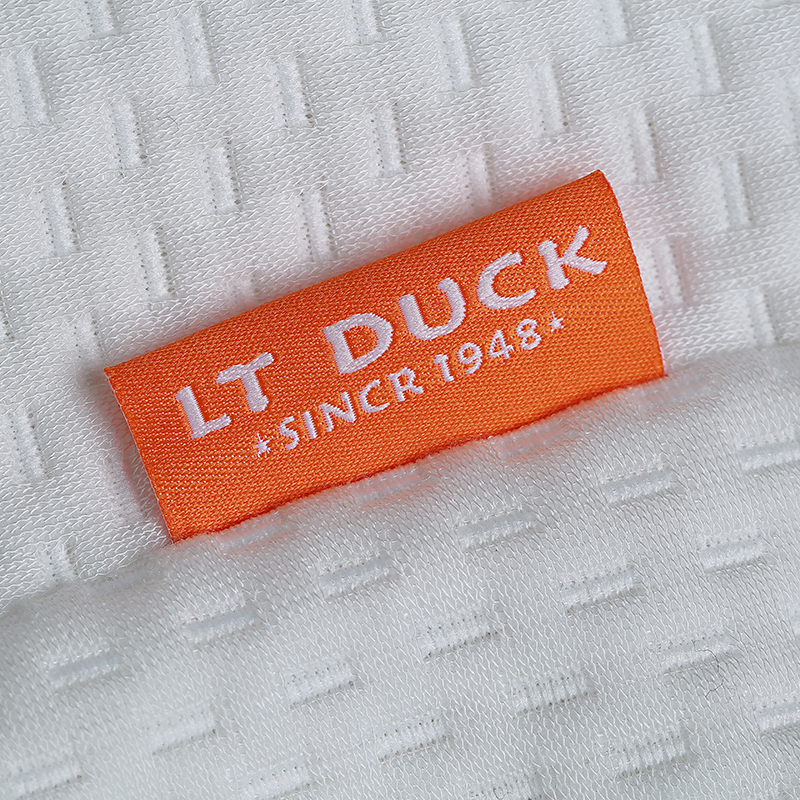 LT DUCK
★SINCR 1948★